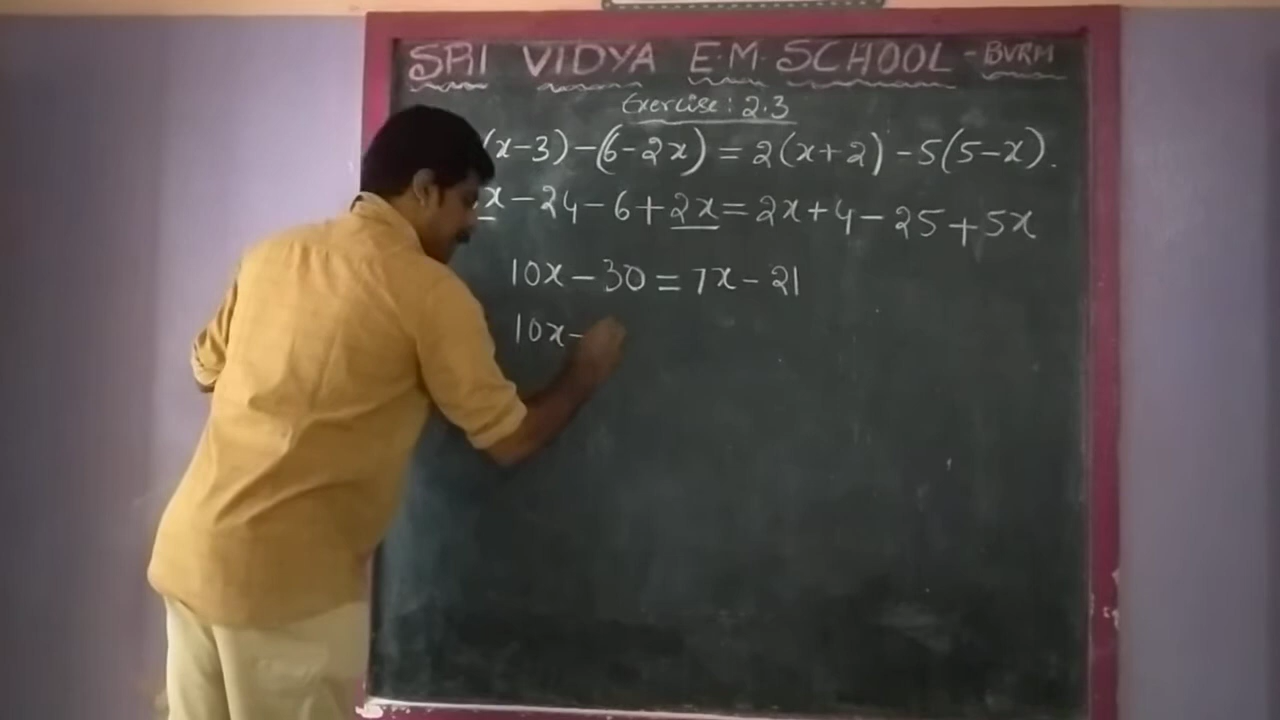 SRI VIDYA E.M. SCHOOL - BVRM
Exercise: 2.3
(x-3)-(6-2x)=2(x+2)-5(5-x).
x-24-6+2x=2x+4-25+5x
10x-30=7x-21
10x-